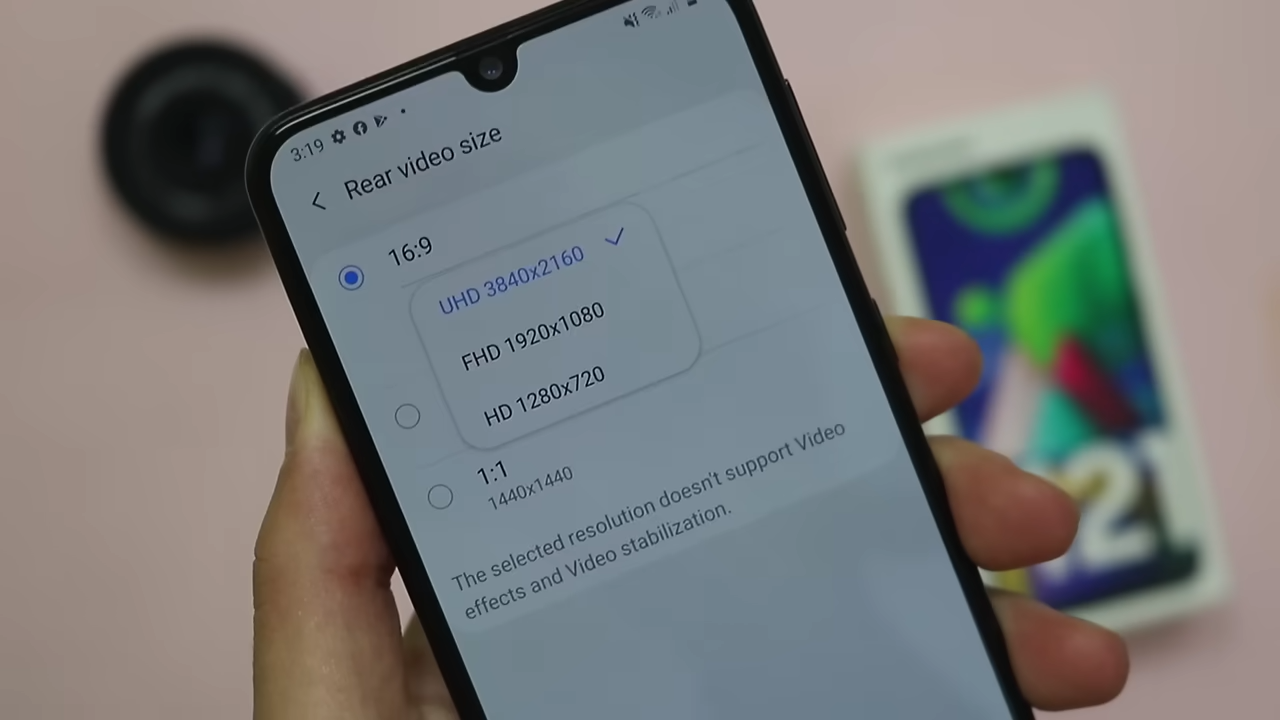 3:19
Rear video size
16:9
UHD 3840x2160
FHD 1920x1080
HD 1280x720
1:1
1440x1440
The selected resolution doesn't support Video
effects and Video stabilization.
21